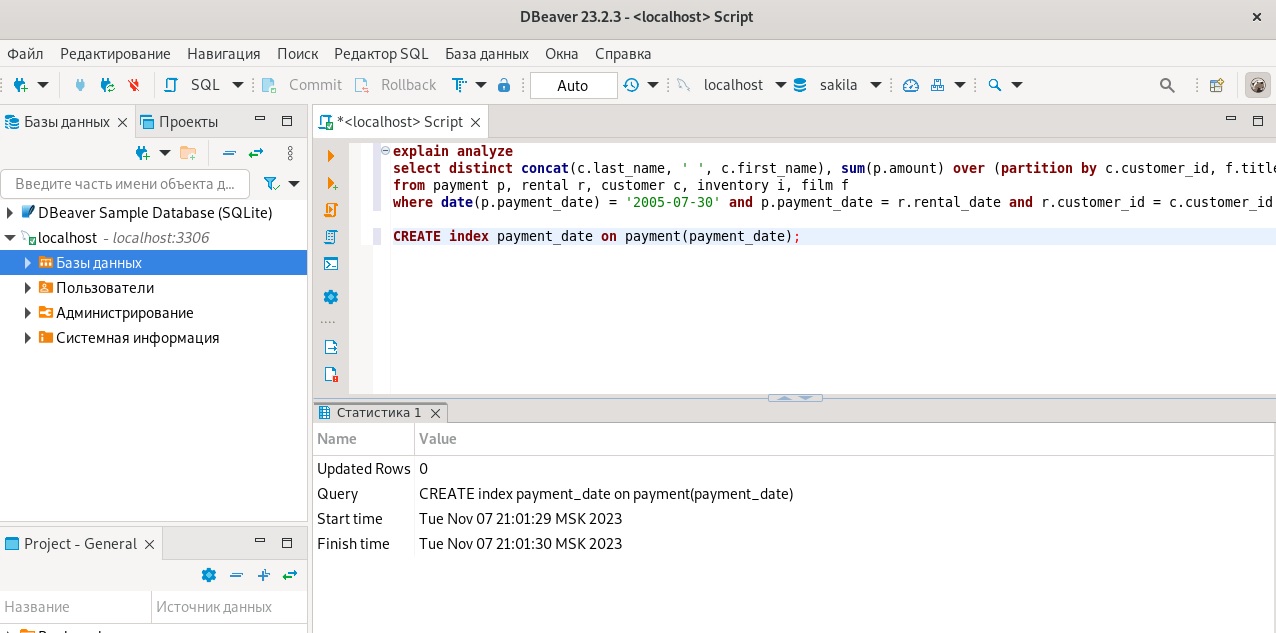 DBeaver 23.2.3 - <localhost> Script
Файл Редактирование Навигация Поиск Редактор SQL База данных Окна Справка
SQL Commit Rollback Auto localhost sakila
Базы данных Проекты
*<localhost> Script
Введите часть имени объекта д...
DBeaver Sample Database (SQLite)
localhost - localhost:3306
Базы данных
Пользователи
Администрирование
Системная информация
explain analyze
select distinct concat(c.last_name, ' ', c.first_name), sum(p.amount) over (partition by c.customer_id, f.title
from payment p, rental r, customer c, inventory i, film f
where date(p.payment_date) = '2005-07-30' and p.payment_date = r.rental_date and r.customer_id = c.customer_id
CREATE index payment_date on payment(payment_date);
Статистика 1
Name Value
Updated Rows 0
Query CREATE index payment_date on payment(payment_date)
Start time Tue Nov 07 21:01:29 MSK 2023
Finish time Tue Nov 07 21:01:30 MSK 2023
Project - General
Название Источник данных